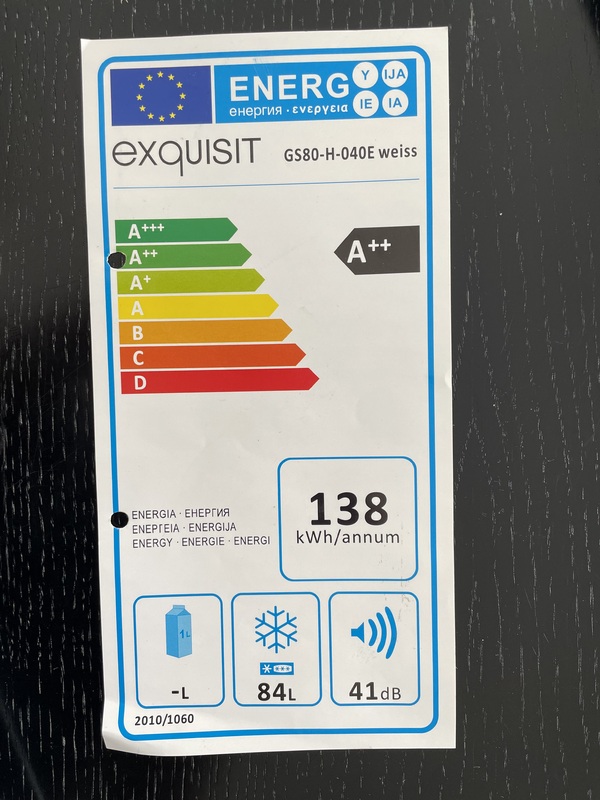 ENERG Y IJA IE IA
енергия · ενεργεια
exquisit GS80-H-040E weiss
A+++
A++
A++
A+
A
B
C
D
ENERGIA · ЕНЕРГИЯ
ΕΝΕΡΓΕΙΑ · ENERGIJA
ENERGY · ENERGIE · ENERGI
138
kWh/annum
1L
-L
84L
41dB
2010/1060